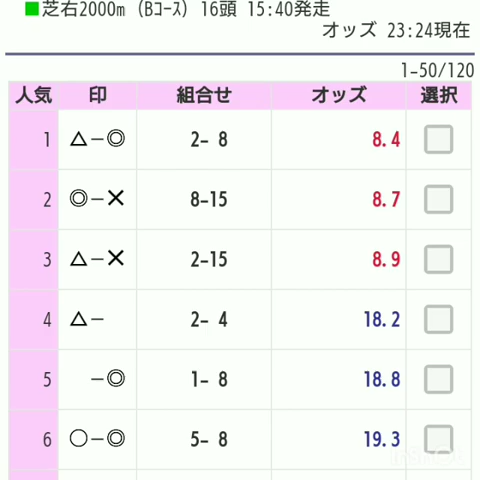 ■芝右2000m (Bｺｰｽ) 16頭 15:40発走
オッズ 23:24現在
1-50/120
人気 印 組合せ オッズ 選択
1 △-◎ 2- 8 8.4
2 ◎-× 8-15 8.7
3 △-× 2-15 8.9
4 △- 2- 4 18.2
5 -◎ 1- 8 18.8
6 ○-◎ 5- 8 19.3